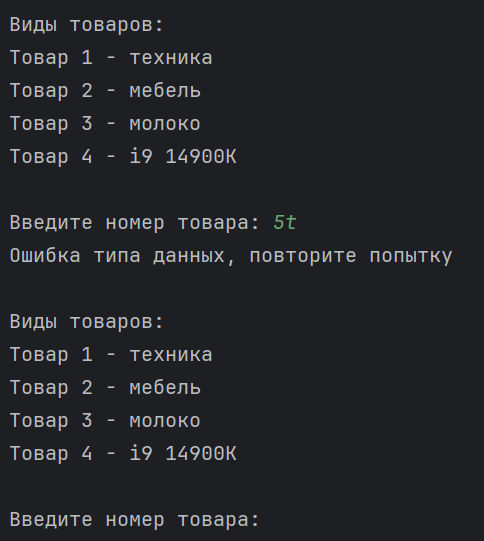 Виды товаров:
Товар 1 - техника
Товар 2 - мебель
Товар 3 - молоко
Товар 4 - i9 14900K
Введите номер товара: 5t
Ошибка типа данных, повторите попытку
Виды товаров:
Товар 1 - техника
Товар 2 - мебель
Товар 3 - молоко
Товар 4 - i9 14900K
Введите номер товара: